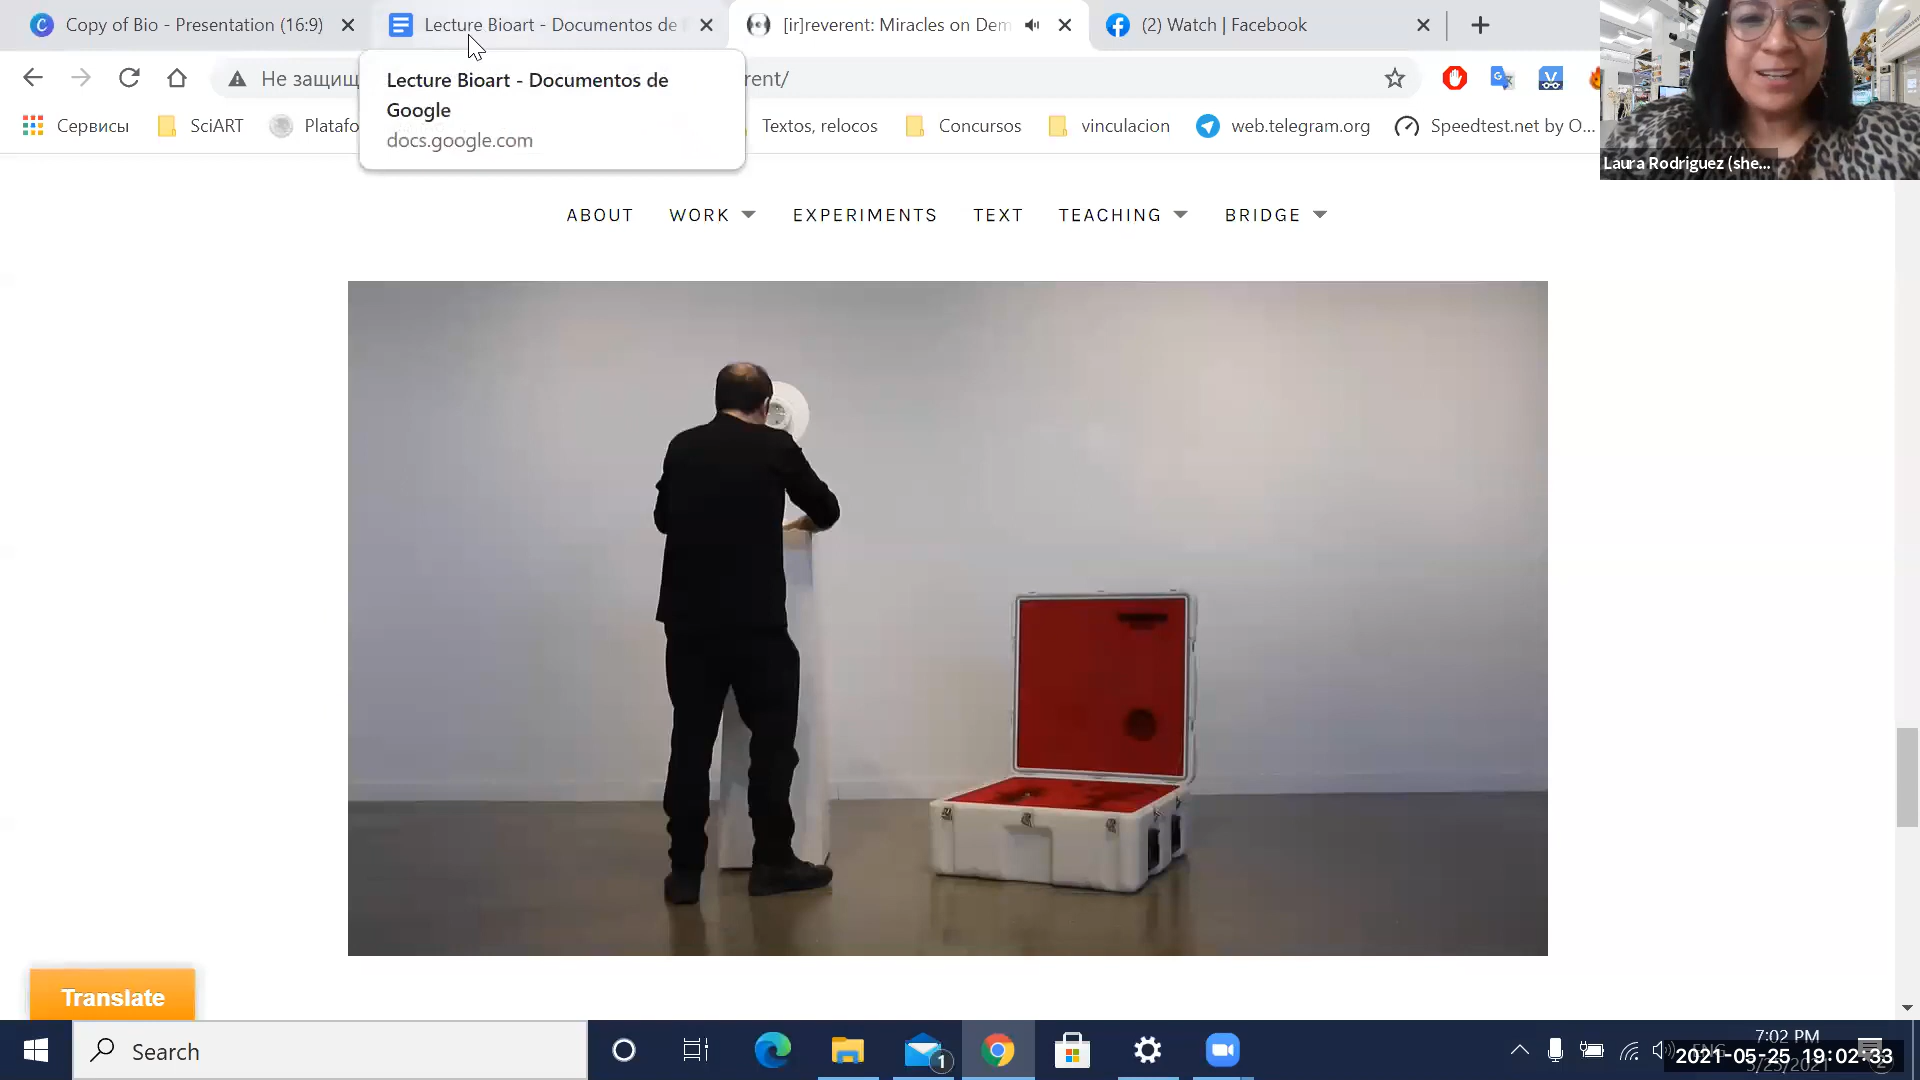 Copy of Bio - Presentation (16:9)
Lecture Bioart - Documentos de
[ir]reverent: Miracles on Dem
(2) Watch | Facebook
Не защищ
rent/
Lecture Bioart - Documentos de
Google
docs.google.com
Сервисы
SciART
Platafo
Textos, relocos
Concursos
vinculacion
web.telegram.org
Speedtest.net by O...
Laura Rodriguez (she...
ABOUT
WORK
EXPERIMENTS
TEXT
TEACHING
BRIDGE
Translate
Search
1
7:02 PM
ENG
2021-05-25 19:02:33